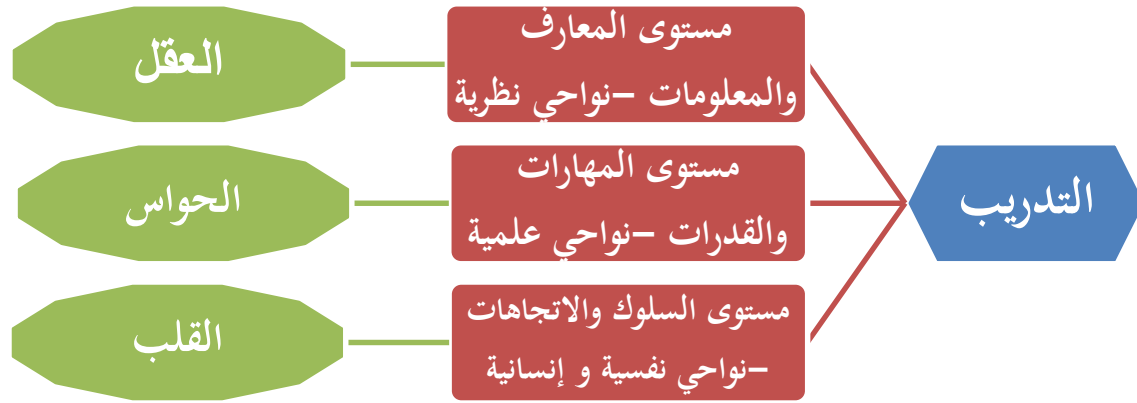 التدريب
مستوى المعارف
والمعلومات –نواحي نظرية
العقل
مستوى المهارات
والقدرات –نواحي علمية
الحواس
مستوى السلوك والاتجاهات
–نواحي نفسية و إنسانية
القلب